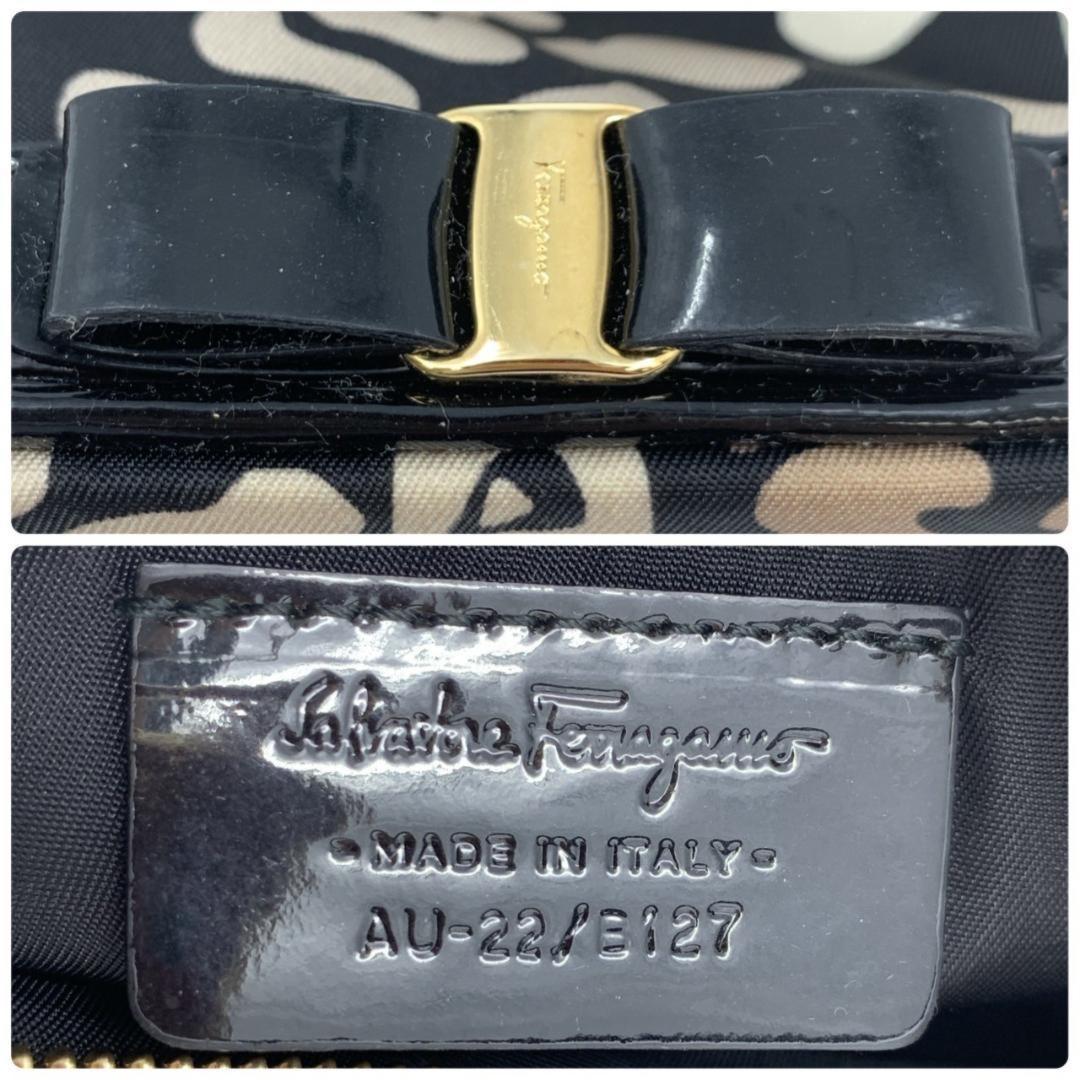 Ferragamo
Salvatore Ferragamo
- MADE IN ITALY -
AU-22/E127